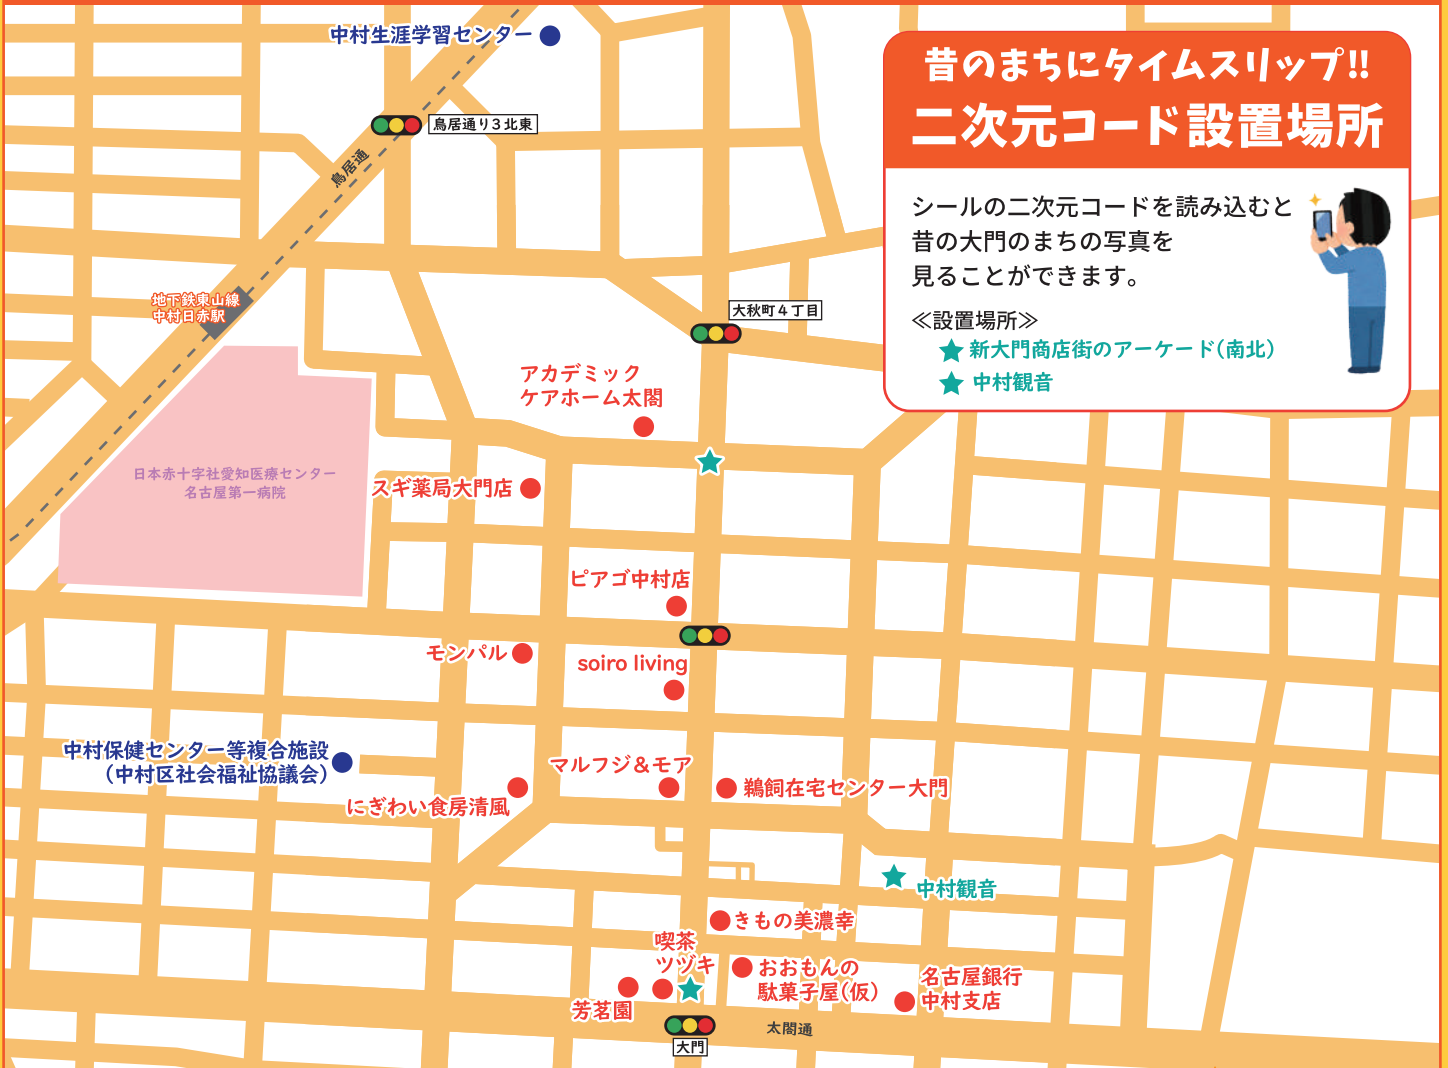 中村生涯学習センター
鳥居通り3北東
鳥居通
昔のまちにタイムスリップ!!
二次元コード設置場所
シールの二次元コードを読み込むと
昔の大門のまちの写真を
見ることができます。
≪設置場所≫
新大門商店街のアーケード(南北)
中村観音
地下鉄東山線
中村日赤駅
大秋町4丁目
アカデミック
ケアホーム太閤
日本赤十字社愛知医療センター
名古屋第一病院
スギ薬局大門店
ピアゴ中村店
モンパル
soiro living
中村保健センター等複合施設
(中村区社会福祉協議会)
マルフジ&モア
鵜飼在宅センター大門
にぎわい食房清風
中村観音
きもの美濃幸
喫茶
ツヅキ
おおもんの
駄菓子屋(仮)
名古屋銀行
中村支店
芳茗園
太閤通
大門